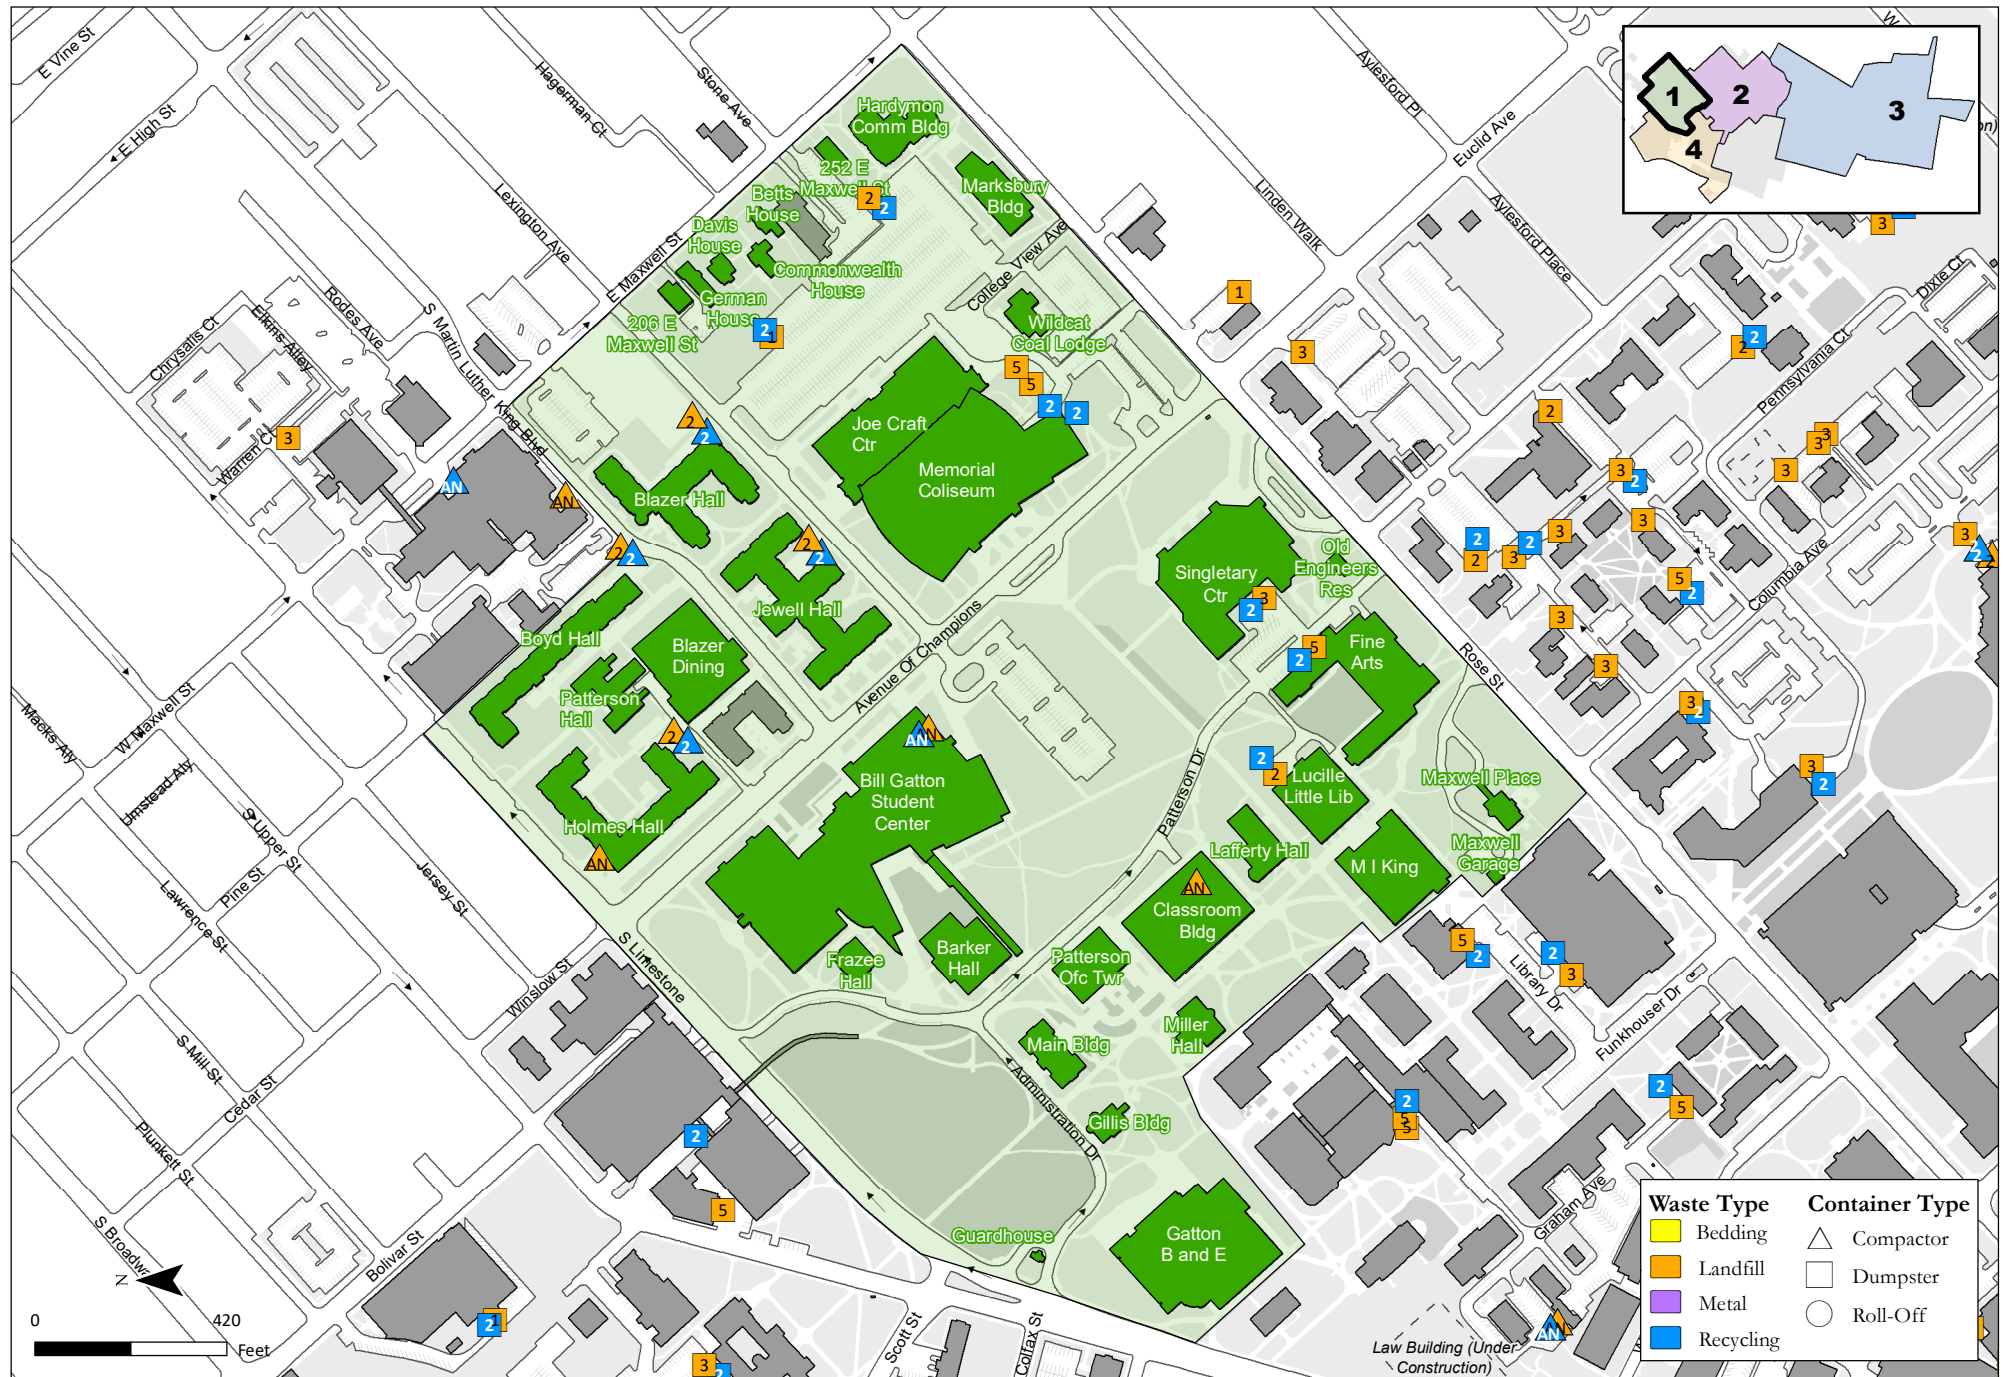 E Vine St
E High St
Hagerman Ct
Stone Ave
Lexington Ave
E Maxwell St
Aylesford Pl
Euclid Ave
Linden Walk
Aylesford Place
Dixie Ct
Pennsylvania Ct
Columbia Ave
Rose St
College View Ave
Chrysalis Ct
Elkins Alley
Rodes Ave
S Martin Luther King Blvd
Warren Ct
Macks Aly
W Maxwell St
Umstead Aly
S Upper St
Pine St
Lawrence St
Jersey St
S Limestone
Winslow St
S Mill St
Cedar St
Plunkett St
S Broadway
Bolivar St
Scott St
Colfax St
Avenue Of Champions
Patterson Dr
Administration Dr
Library Dr
Funkhouser Dr
Graham Ave
Hardymon
Comm Bldg
252 E
Maxwell St
Marksbury
Bldg
Betts
House
Davis
House
Commonwealth
House
German
House
206 E
Maxwell St
Wildcat
Coal Lodge
Joe Craft
Ctr
Memorial
Coliseum
Blazer Hall
Jewell Hall
Boyd Hall
Blazer
Dining
Patterson
Hall
Holmes Hall
Singletary
Ctr
Old
Engineers
Res
Fine
Arts
Bill Gatton
Student
Center
Lucille
Little Lib
Maxwell Place
Maxwell
Garage
Lafferty Hall
M I King
Classroom
Bldg
Frazee
Hall
Barker
Hall
Patterson
Ofc Twr
Miller
Hall
Main Bldg
Gillis Bldg
Guardhouse
Gatton
B and E
Law Building (Under
Construction)
1
2
3
4
N
0 420
Feet
Waste Type
Bedding
Landfill
Metal
Recycling
Container Type
Compactor
Dumpster
Roll-Off